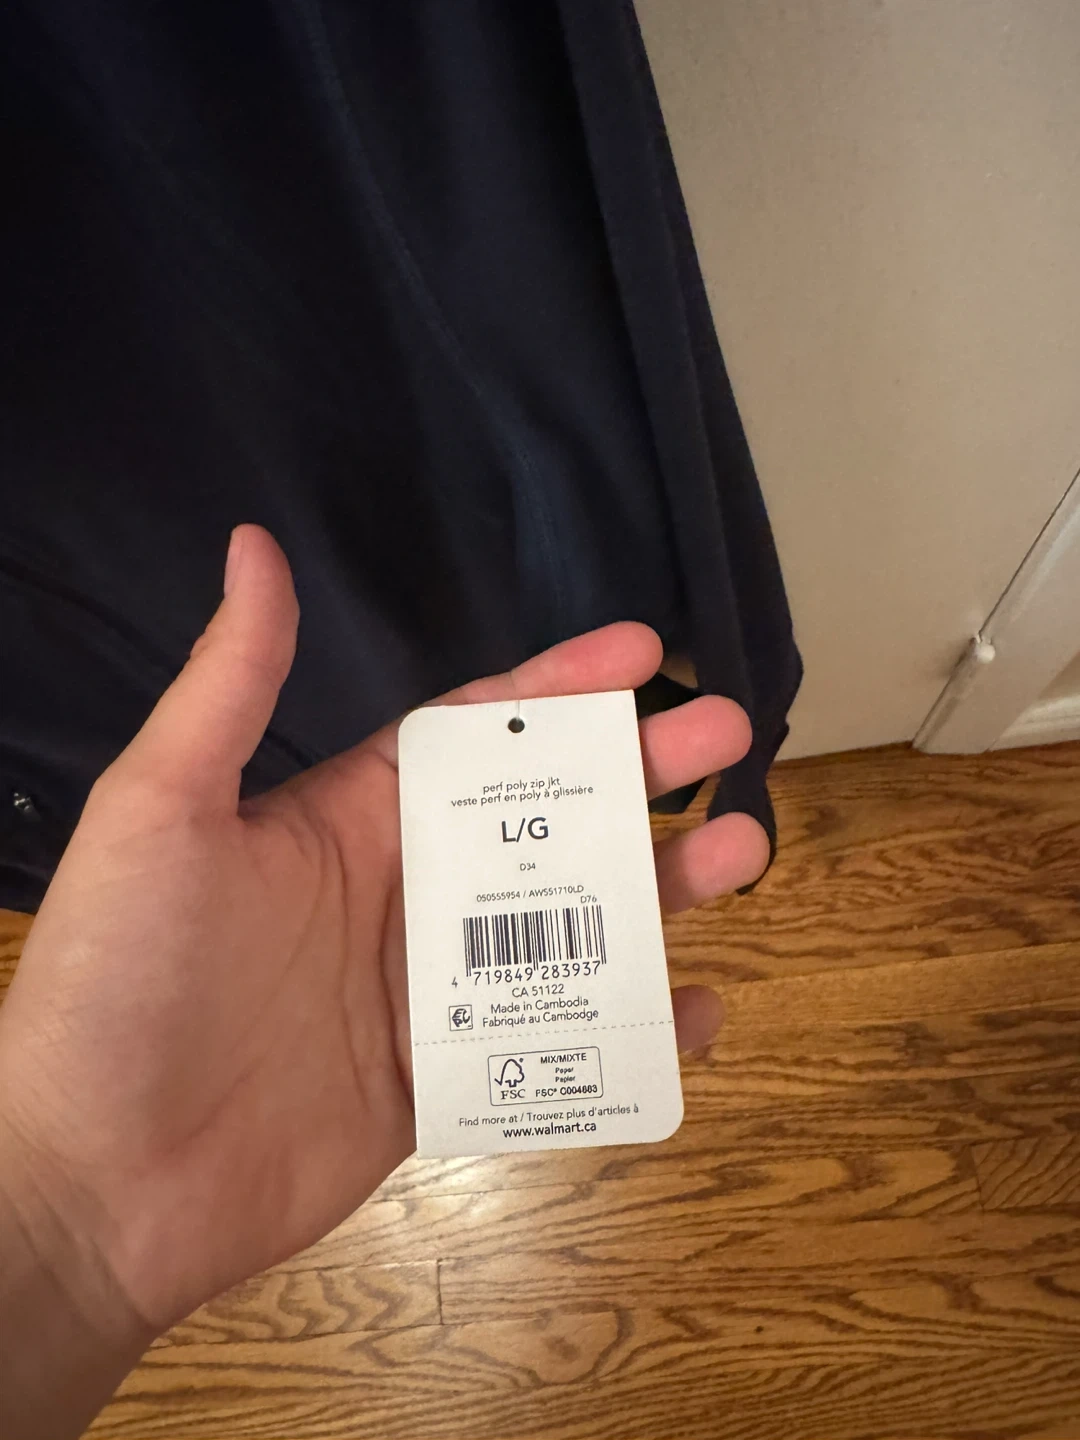 perf poly zip jkt
veste perf en poly à glissière
L/G
D34
050555954 / AW551710LD
D76
4 719849 283937
CA 51122
Made in Cambodia
Fabriqué au Cambodge
MIX/MIXTE
Paper
Papier
FSC
FSC® C004663
Find more at / Trouvez plus d'articles à
www.walmart.ca